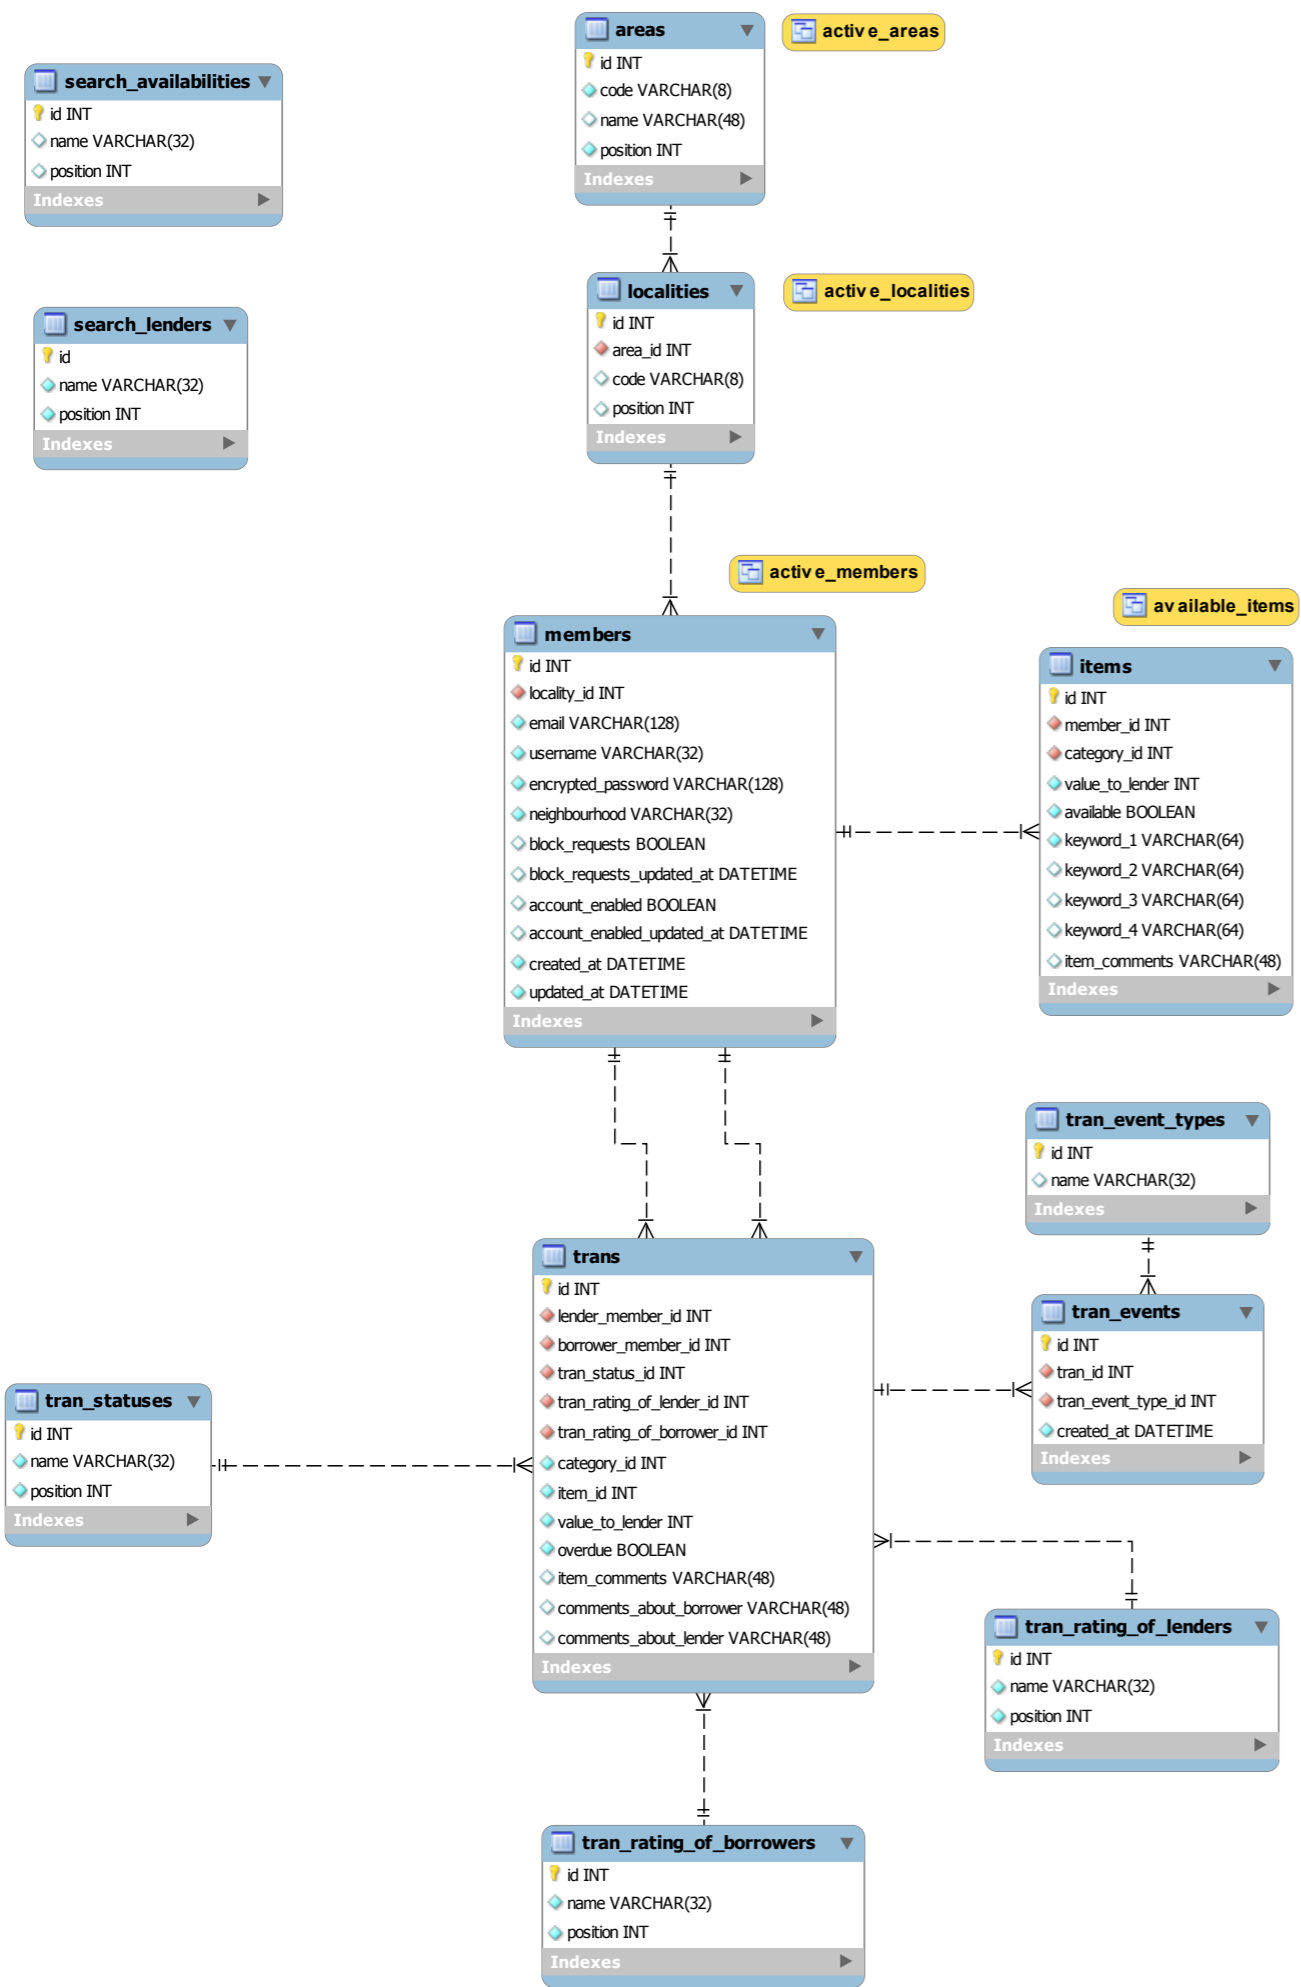 areas
id INT
code VARCHAR(8)
name VARCHAR(48)
position INT
Indexes
active_areas
search_availabilities
id INT
name VARCHAR(32)
position INT
Indexes
localities
id INT
area_id INT
code VARCHAR(8)
position INT
Indexes
active_localities
search_lenders
id
name VARCHAR(32)
position INT
Indexes
active_members
members
id INT
locality_id INT
email VARCHAR(128)
username VARCHAR(32)
encrypted_password VARCHAR(128)
neighbourhood VARCHAR(32)
block_requests BOOLEAN
block_requests_updated_at DATETIME
account_enabled BOOLEAN
account_enabled_updated_at DATETIME
created_at DATETIME
updated_at DATETIME
Indexes
available_items
items
id INT
member_id INT
category_id INT
value_to_lender INT
available BOOLEAN
keyword_1 VARCHAR(64)
keyword_2 VARCHAR(64)
keyword_3 VARCHAR(64)
keyword_4 VARCHAR(64)
item_comments VARCHAR(48)
Indexes
tran_event_types
id INT
name VARCHAR(32)
Indexes
trans
id INT
lender_member_id INT
borrower_member_id INT
tran_status_id INT
tran_rating_of_lender_id INT
tran_rating_of_borrower_id INT
category_id INT
item_id INT
value_to_lender INT
overdue BOOLEAN
item_comments VARCHAR(48)
comments_about_borrower VARCHAR(48)
comments_about_lender VARCHAR(48)
Indexes
tran_events
id INT
tran_id INT
tran_event_type_id INT
created_at DATETIME
Indexes
tran_statuses
id INT
name VARCHAR(32)
position INT
Indexes
tran_rating_of_lenders
id INT
name VARCHAR(32)
position INT
Indexes
tran_rating_of_borrowers
id INT
name VARCHAR(32)
position INT
Indexes